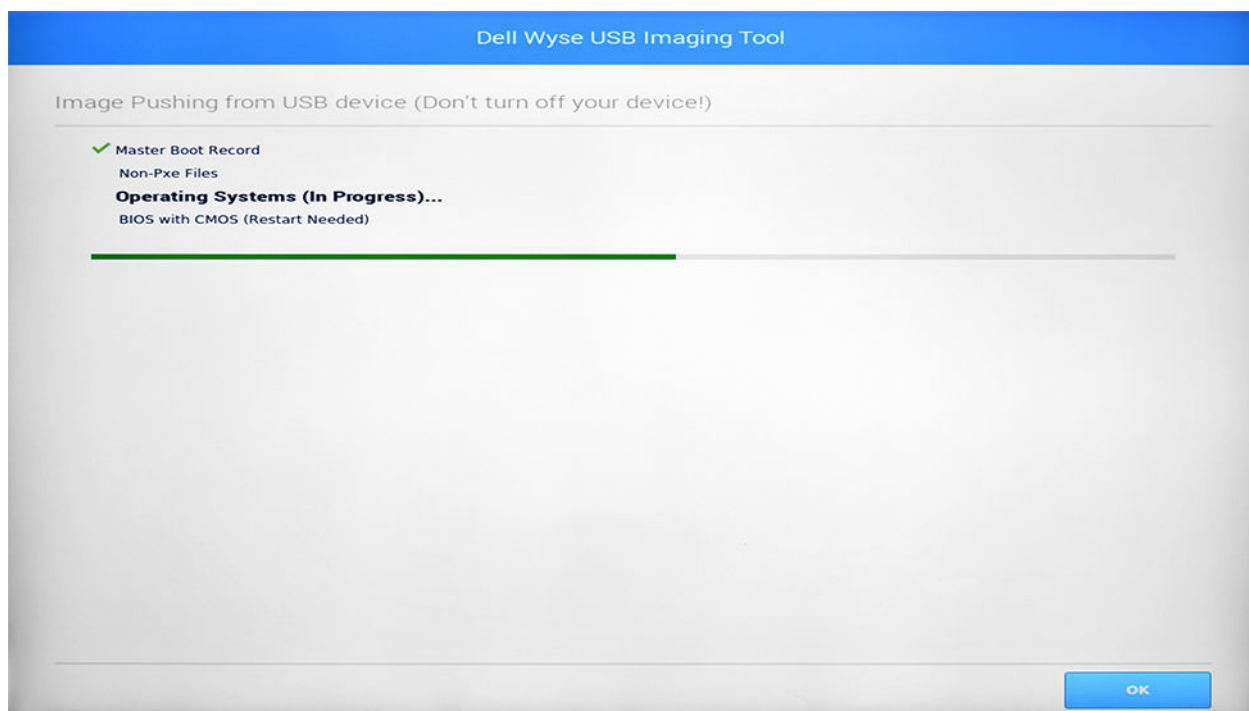 Dell Wyse USB Imaging Tool
Image Pushing from USB device (Don't turn off your device!)
Master Boot Record
Non-Pxe Files
Operating Systems (In Progress)...
BIOS with CMOS (Restart Needed)
OK